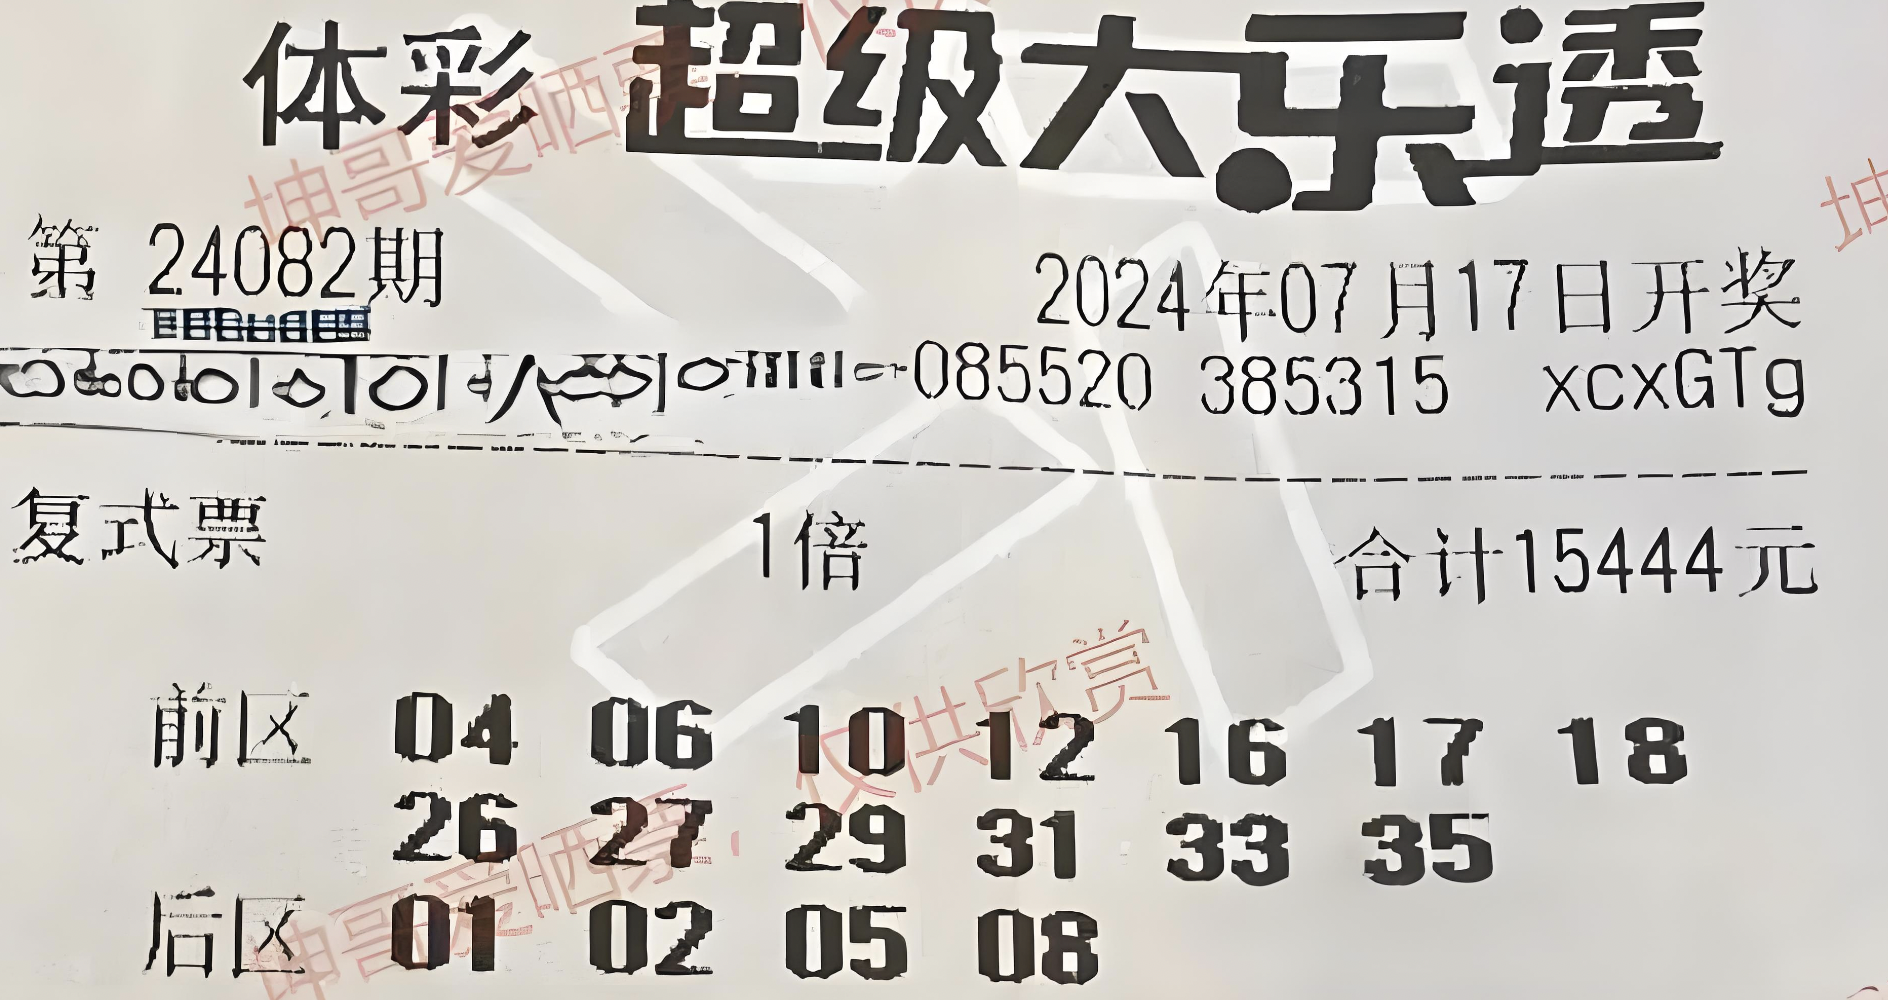 体彩 超级大乐透
第 24082期
2024年07月17日开奖
085520 385315 xcxGTg
复式票 1倍 合计15444元
前区 04 06 10 12 16 17 18
26 27 29 31 33 35
后区 01 02 05 08
坤哥爱晒票
仅供欣赏
坤哥爱晒票
坤